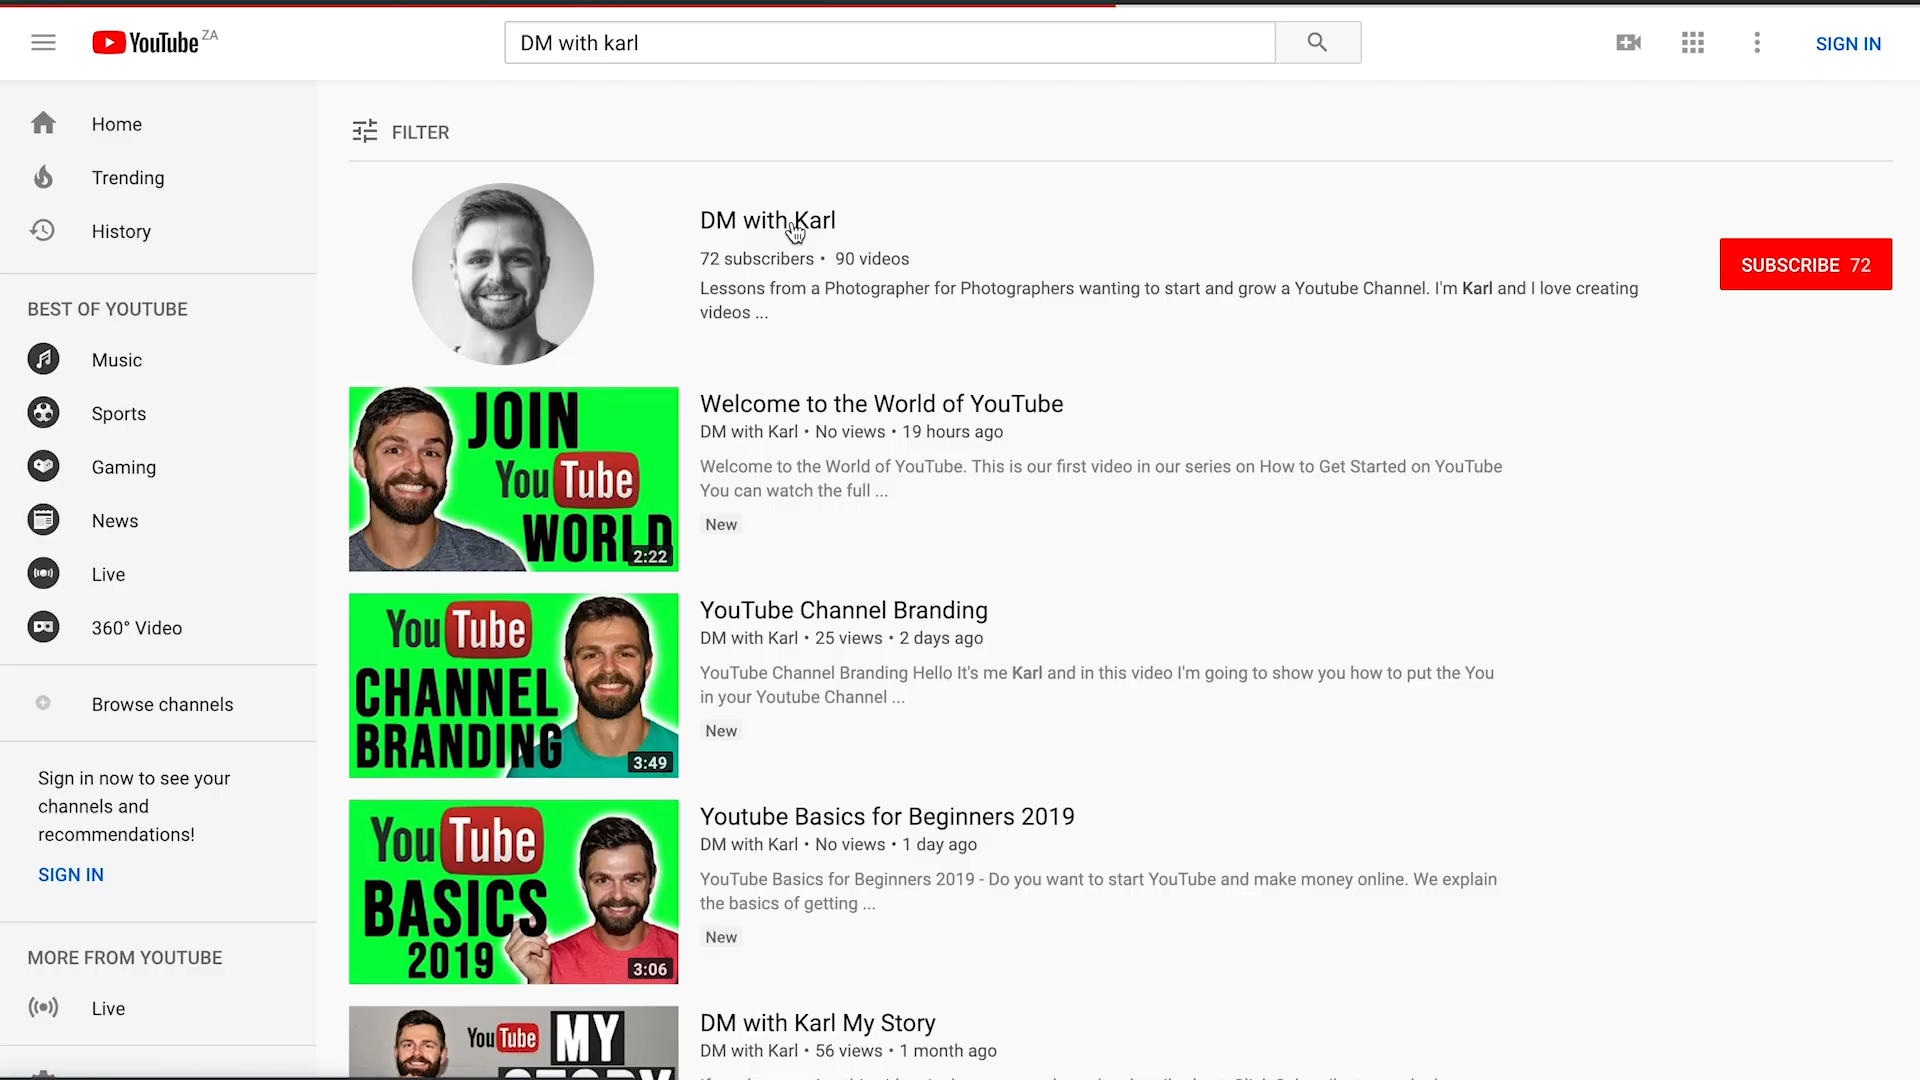 YouTube ZA
DM with karl
SIGN IN
Home
Trending
History
BEST OF YOUTUBE
Music
Sports
Gaming
News
Live
360° Video
Browse channels
Sign in now to see your
channels and
recommendations!
SIGN IN
MORE FROM YOUTUBE
Live
FILTER
DM with Karl
72 subscribers • 90 videos
Lessons from a Photographer for Photographers wanting to start and grow a Youtube Channel. I'm Karl and I love creating
videos ...
SUBSCRIBE 72
JOIN
YouTube
WORLD
2:22
Welcome to the World of YouTube
DM with Karl • No views • 19 hours ago
Welcome to the World of YouTube. This is our first video in our series on How to Get Started on YouTube
You can watch the full ...
New
YouTube
CHANNEL
BRANDING
3:49
YouTube Channel Branding
DM with Karl • 25 views • 2 days ago
YouTube Channel Branding Hello It's me Karl and in this video I'm going to show you how to put the You
in your Youtube Channel ...
New
YouTube
BASICS
2019
3:06
Youtube Basics for Beginners 2019
DM with Karl • No views • 1 day ago
YouTube Basics for Beginners 2019 - Do you want to start YouTube and make money online. We explain
the basics of getting ...
New
YouTube MY
STORY
DM with Karl My Story
DM with Karl • 56 views • 1 month ago